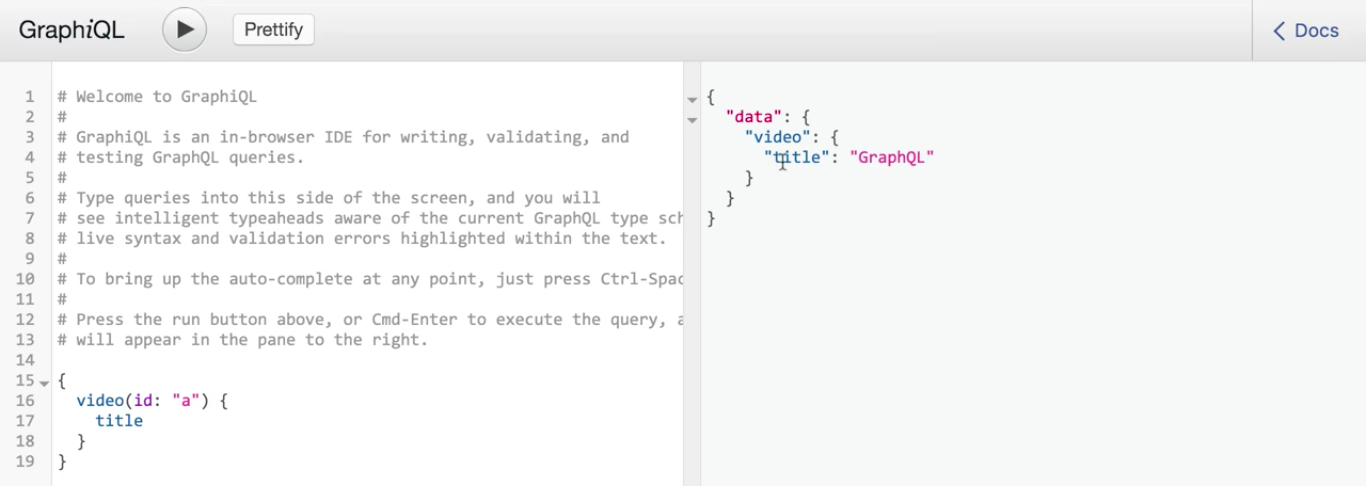 GraphiQL
Prettify
Docs
1 # Welcome to GraphiQL
2 #
3 # GraphiQL is an in-browser IDE for writing, validating, and
4 # testing GraphQL queries.
5 #
6 # Type queries into this side of the screen, and you will
7 # see intelligent typeaheads aware of the current GraphQL type sch
8 # live syntax and validation errors highlighted within the text.
9 #
10 # To bring up the auto-complete at any point, just press Ctrl-Spac
11 #
12 # Press the run button above, or Cmd-Enter to execute the query, a
13 # will appear in the pane to the right.
14
15 {
16 video(id: "a") {
17 title
18 }
19 }
{
"data": {
"video": {
"title": "GraphQL"
}
}
}